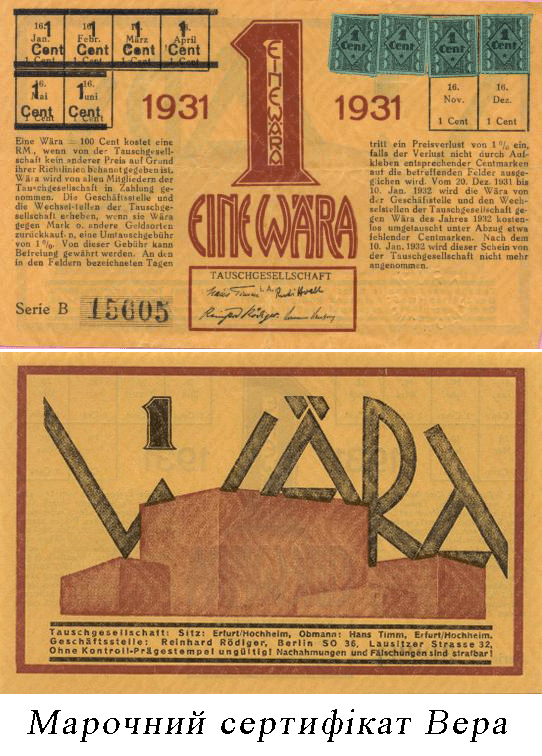 16. Jan. 1 Cent
16. Febr. 1 Cent
16. März 1 Cent
16. April 1 Cent
1 Cent 1 Cent 1 Cent 1 Cent
16. Mai 1 Cent
16. Juni 1 Cent
1 Cent 1 Cent
1931
EINE WÄRA
1931
1 Cent 1 Cent 1 Cent 1 Cent
16. Nov. 1 Cent
16. Dez. 1 Cent
Eine Wära = 100 Cent kostet eine
RM., wenn von der Tauschgesell-
schaft kein anderer Preis auf Grund
ihrer Richtlinien bekanntgegeben ist.
Wära wird von allen Mitgliedern der
Tauschgesellschaft in Zahlung ge-
nommen. Die Geschäftstelle und
die Wechselstellen der Tauschge-
sellschaft erheben, wenn sie Wära
gegen Mark o. andre Geldsorten
zurückkaufen, eine Umtauschgebühr
von 1%. Von dieser Gebühr kann
Befreiung gewährt werden. An den
in den Feldern bezeichneten Tagen
EINE WÄRA
tritt ein Preisverlust von 1% ein,
falls der Verlust nicht durch Auf-
kleben entsprechender Centmarken
auf die betreffenden Felder ausge-
glichen wird. Vom 20. Dez. 1931 bis
10. Jan. 1932 wird die Wära von
der Geschäfstelle und den Wech-
selstellen der Tauschgesellschaft ge-
gen Wära des Jahres 1932 kosten-
los umgetauscht unter Abzug etwa
fehlender Centmarken. Nach dem
10. Jan. 1932 wird dieser Schein von
der Tauschgesellschaft nicht mehr
angenommen.
TAUSCHGESELLSCHAFT
Hans Timm i. A.
Reinhard Rödiger
Serie B 15605
1
WÄRA
Tauschgesellschaft: Sitz: Erfurt/Hochheim, Obmann: Hans Timm, Erfurt/Hochheim.
Geschäftsstelle: Reinhard Rödiger, Berlin SO 36, Lausitzer Strasse 32,
Ohne Kontroll-Prägestempel ungültig! Nachahmungen und Fälschungen sind strafbar!
Марочний сертифікат Вера